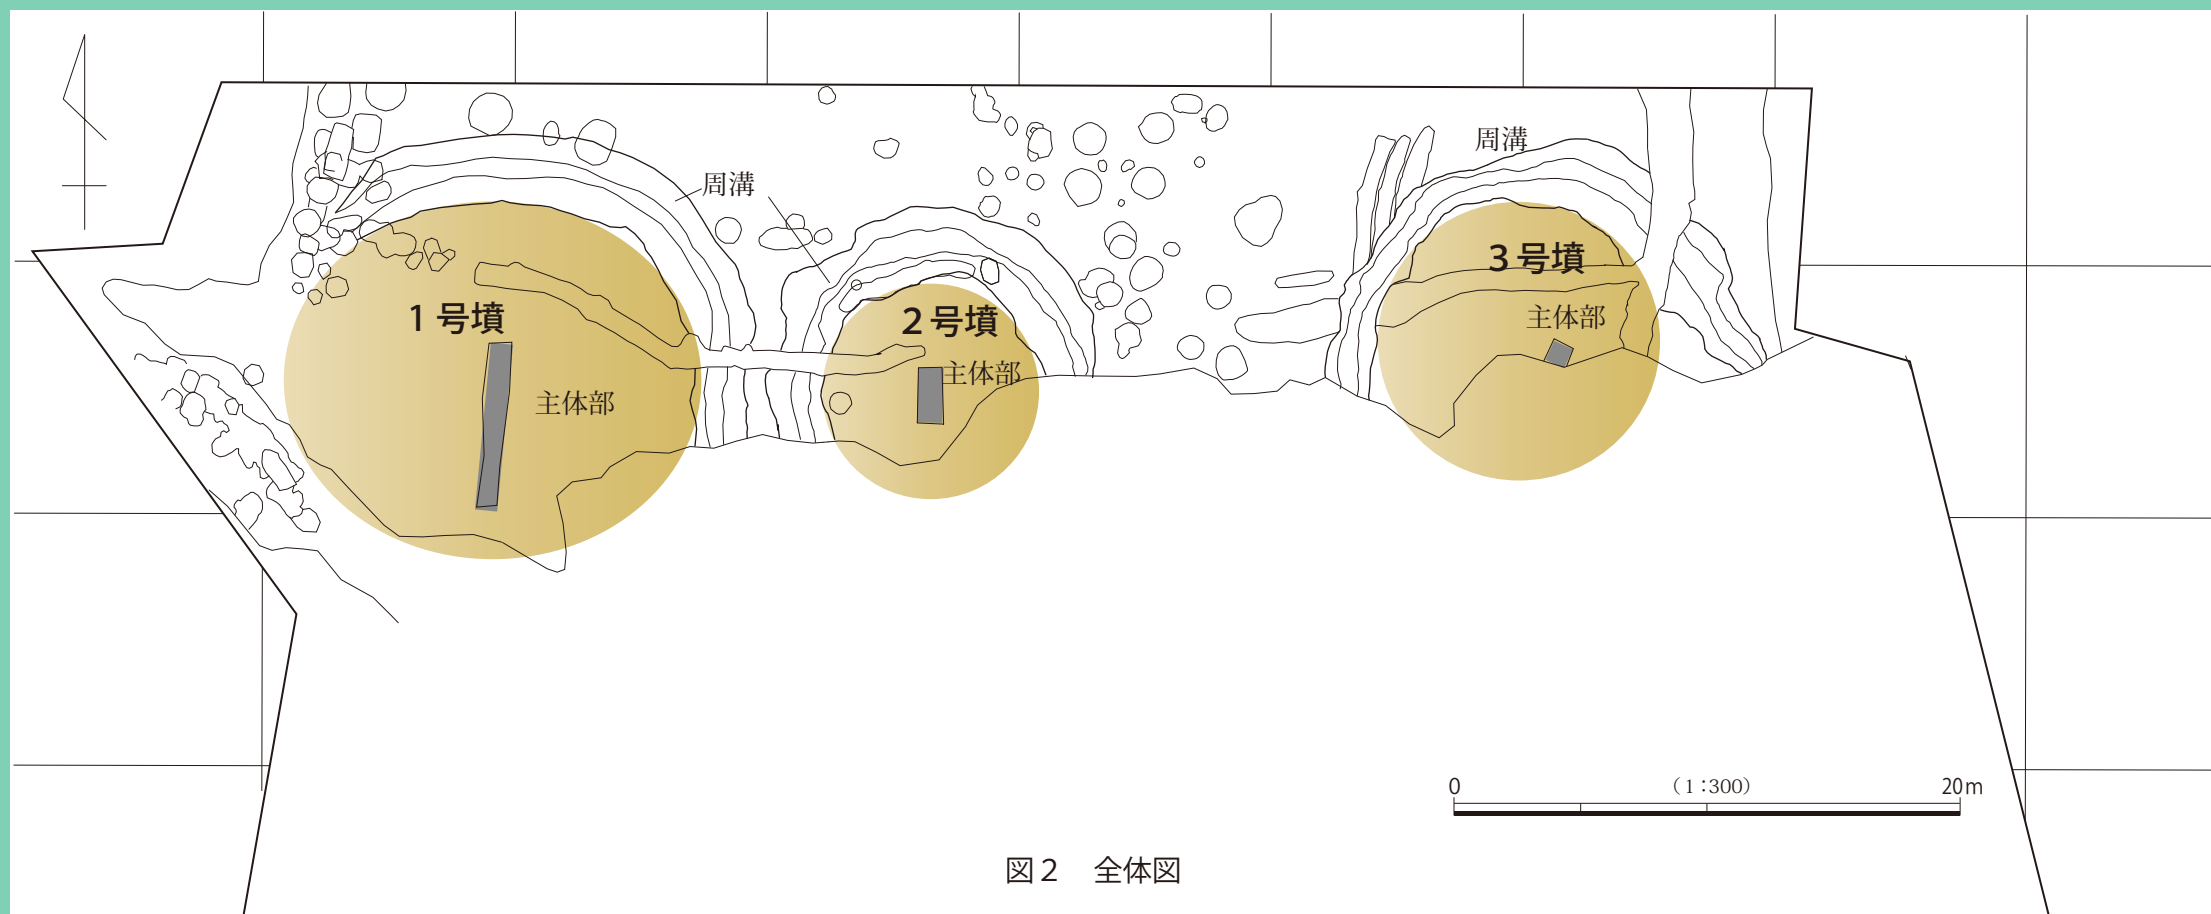 周溝
周溝
１号墳
２号墳
３号墳
主体部
主体部
主体部
0
（1：300）
20m
図２　全体図